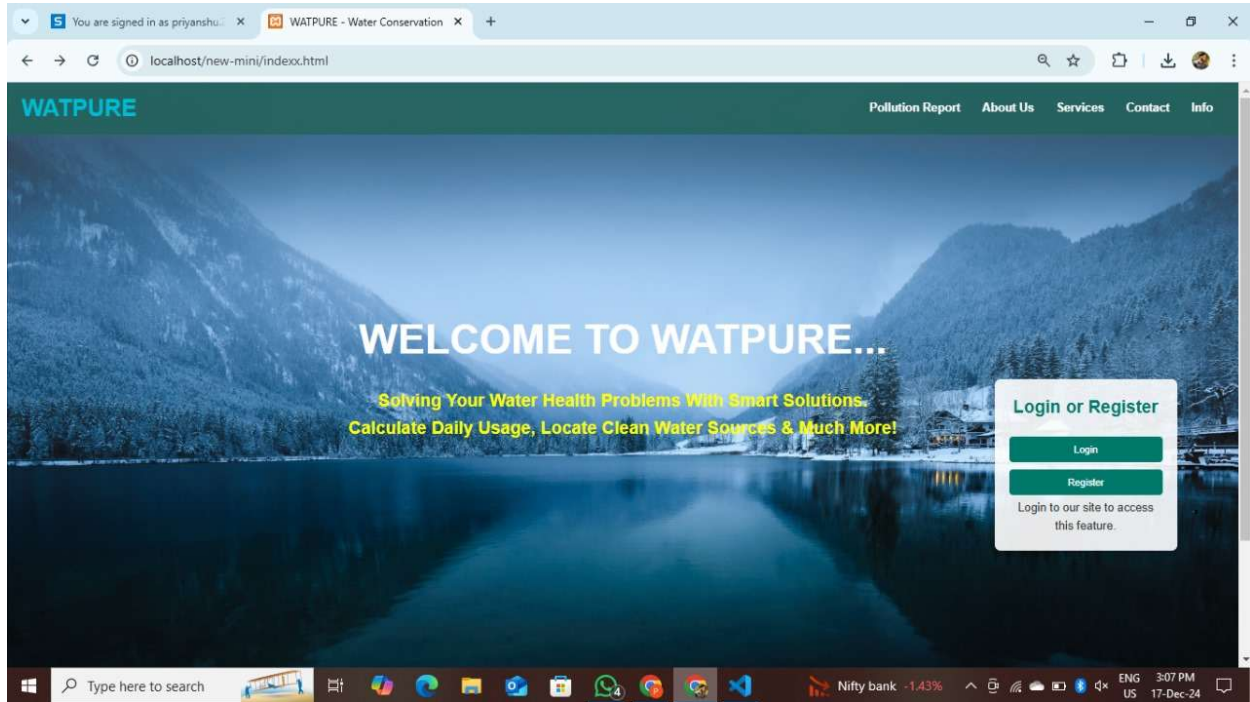 You are signed in as priyanshu.
WATPURE - Water Conservation
localhost/new-mini/indexx.html
WATPURE
Pollution Report About Us Services Contact Info
WELCOME TO WATPURE...
Solving Your Water Health Problems With Smart Solutions.
Calculate Daily Usage, Locate Clean Water Sources & Much More!
Login or Register
Login
Register
Login to our site to access
this feature.
Type here to search
4
Nifty bank -1.43%
ENG 3:07 PM
US 17-Dec-24